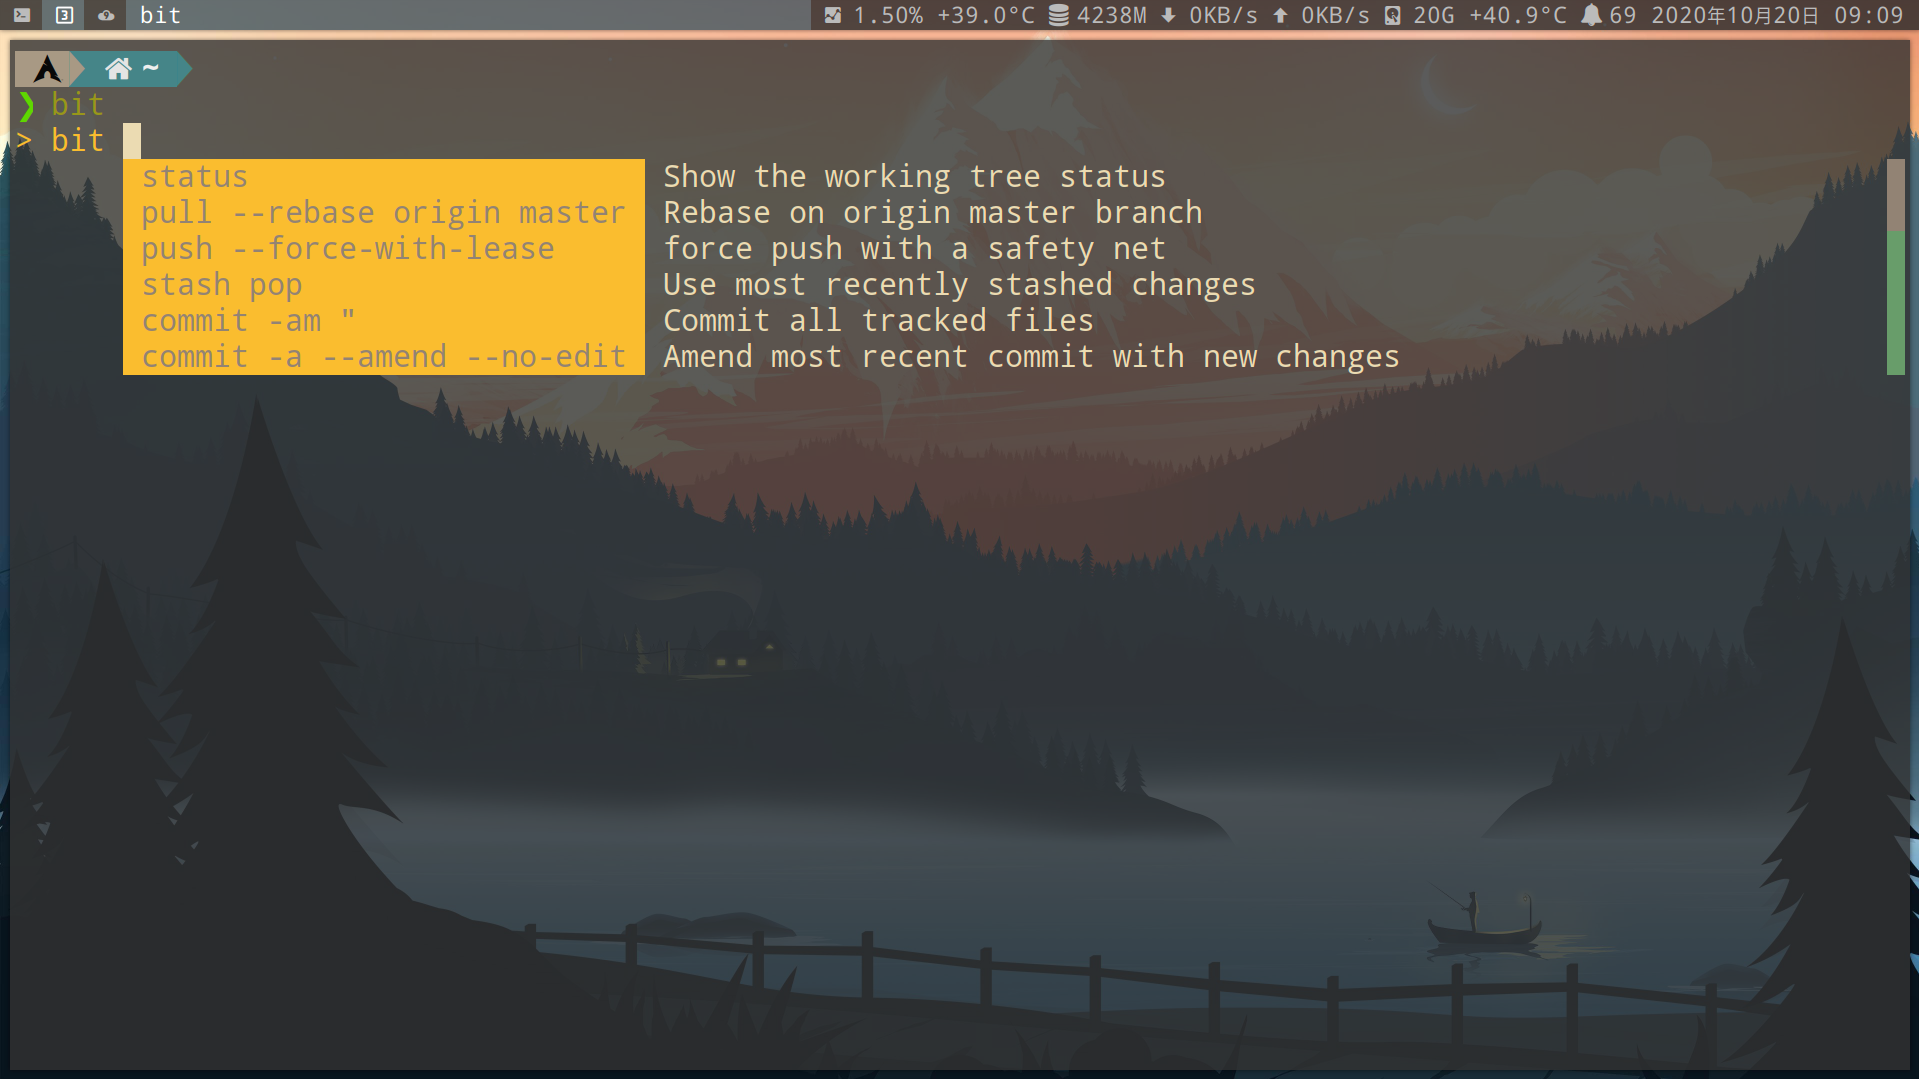 3 bit 1.50% +39.0°C 4238M 0KB/s 0KB/s 20G +40.9°C 69 2020年10月20日 09:09
~
❯ bit
> bit
status Show the working tree status
pull --rebase origin master Rebase on origin master branch
push --force-with-lease force push with a safety net
stash pop Use most recently stashed changes
commit -am " Commit all tracked files
commit -a --amend --no-edit Amend most recent commit with new changes